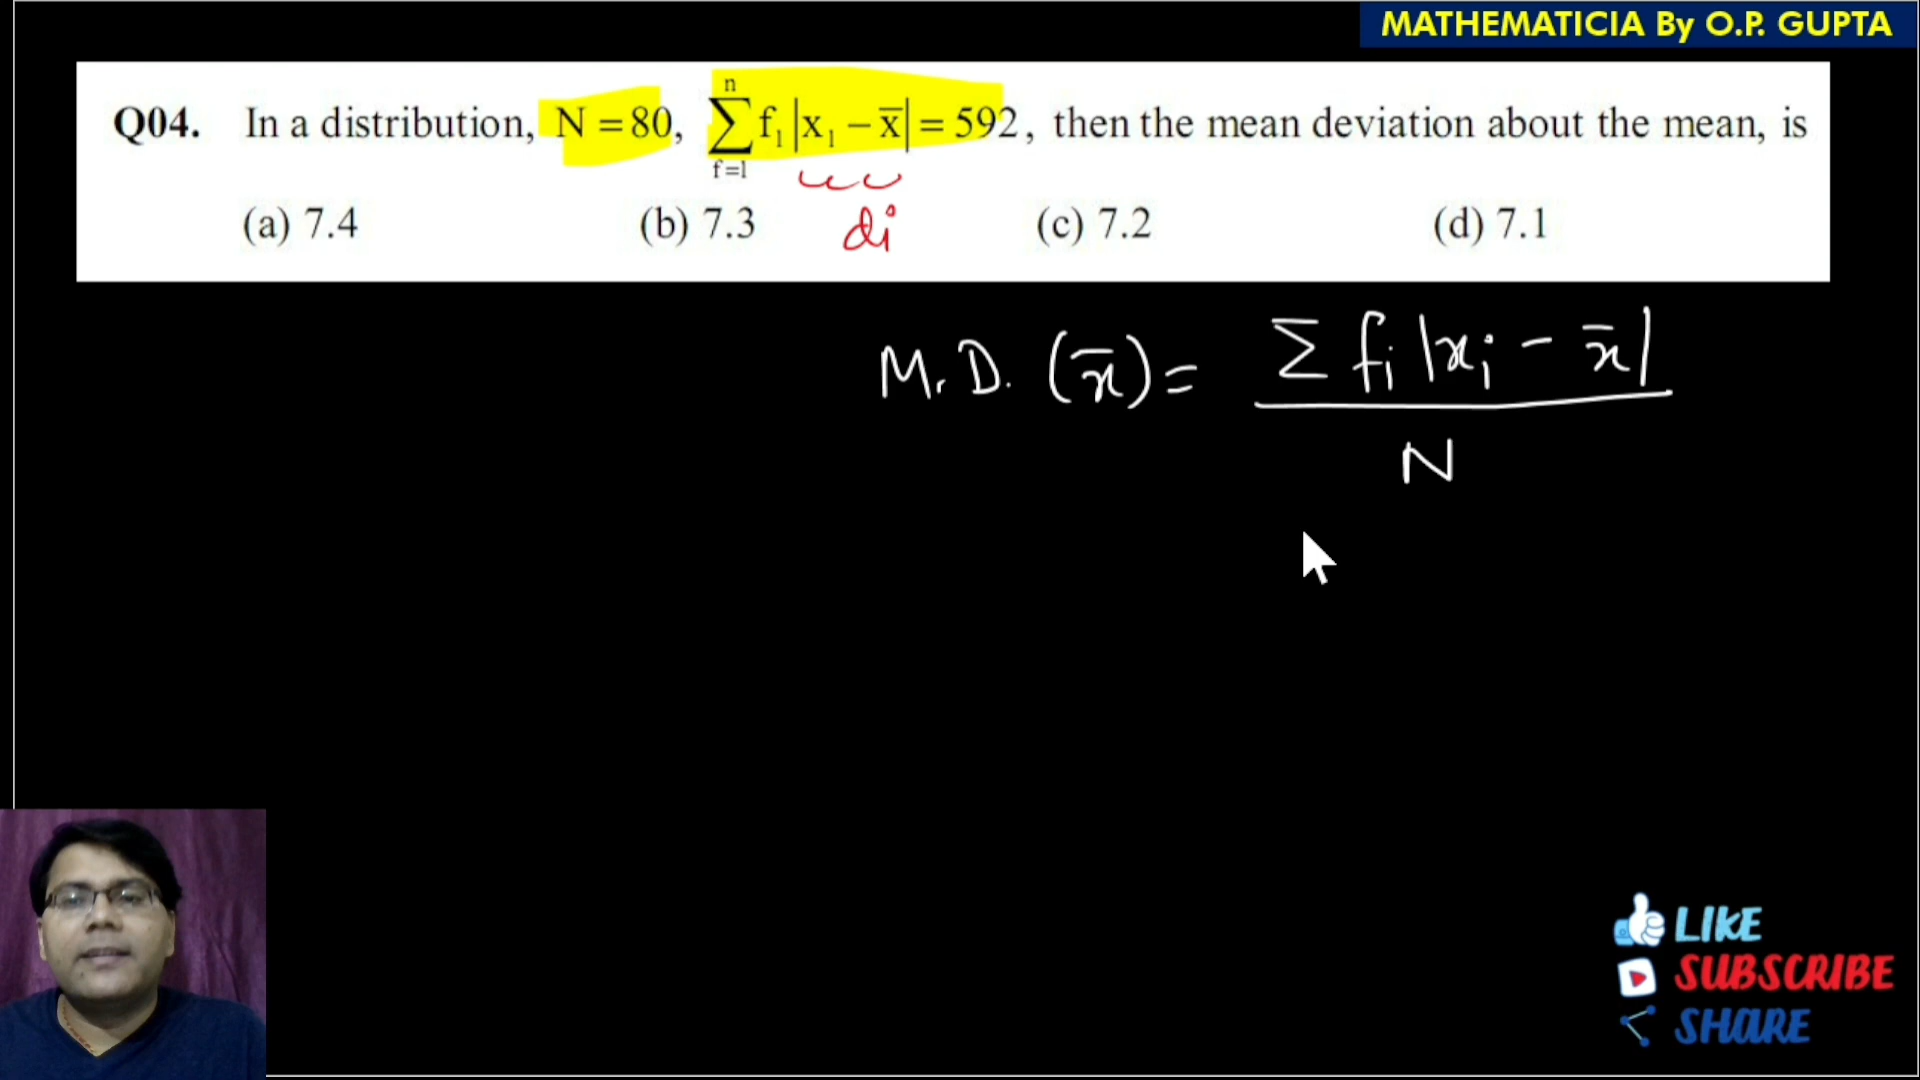 MATHEMATICIA By O.P. GUPTA
Q04. In a distribution, N = 80, n ∑ f=1 f₁|x₁ − x̅| = 592, then the mean deviation about the mean, is
(a) 7.4 (b) 7.3 (c) 7.2 (d) 7.1
di
M.D. (x̅) = ∑ fi |xi − x̅|
N
LIKE
SUBSCRIBE
SHARE